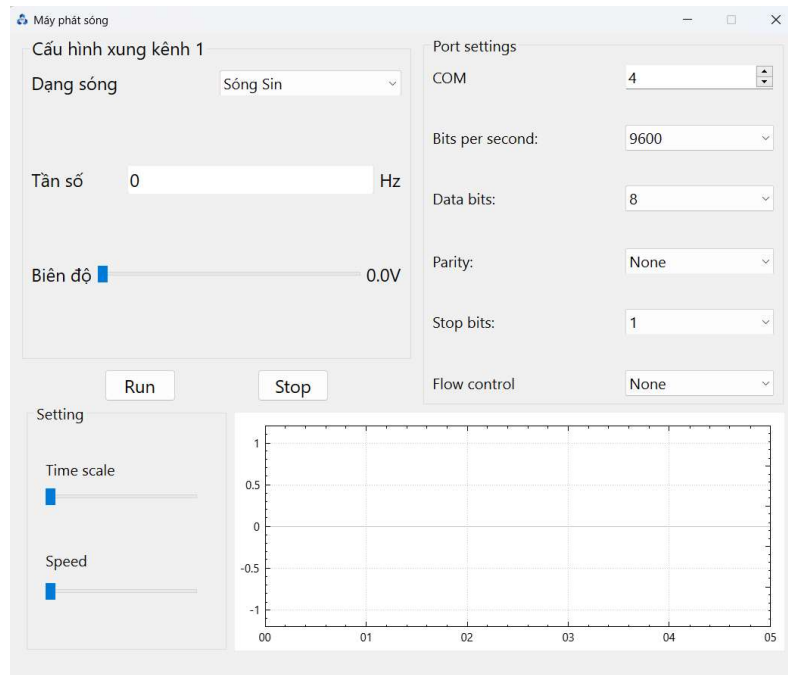 Máy phát sóng
Cấu hình xung kênh 1
Dạng sóng
Sóng Sin
Tần số
0
Hz
Biên độ
0.0V
Run
Stop
Port settings
COM
4
Bits per second:
9600
Data bits:
8
Parity:
None
Stop bits:
1
Flow control
None
Setting
Time scale
Speed
1
0.5
0
-0.5
-1
00 01 02 03 04 05